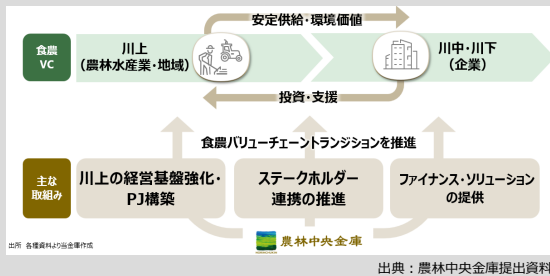 安定供給・環境価値
食農
VC
川上
（農林水産業・地域）
川中・川下
（企業）
投資・支援
食農バリューチェーントランジションを推進
主な
取組み
川上の経営基盤強化・
PJ構築
ステークホルダー
連携の推進
ファイナンス・ソリューション
の提供
農林中央金庫
出所 各種資料より当金庫作成
出典：農林中央金庫提出資料